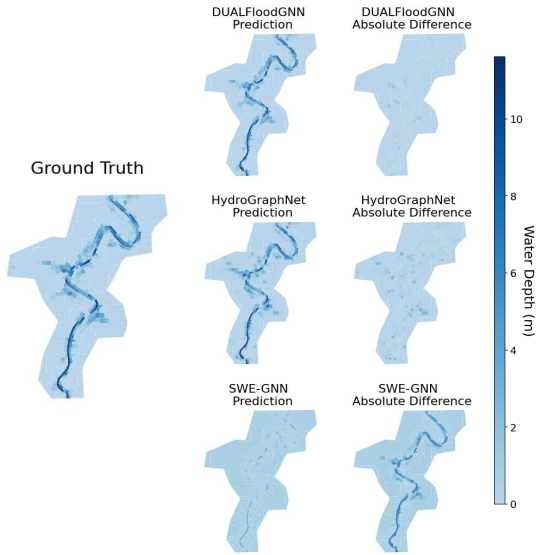 DUALFloodGNN
Prediction
DUALFloodGNN
Absolute Difference
Ground Truth
HydroGraphNet
Prediction
HydroGraphNet
Absolute Difference
SWE-GNN
Prediction
SWE-GNN
Absolute Difference
10
8
6
4
2
0
Water Depth (m)